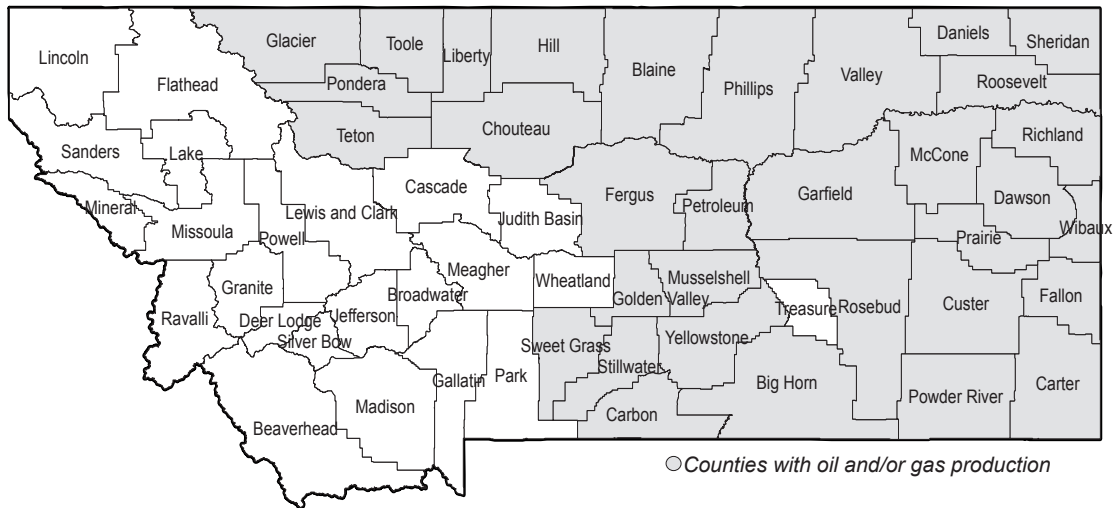 Lincoln
Flathead
Glacier
Toole
Liberty
Hill
Blaine
Phillips
Valley
Daniels
Sheridan
Roosevelt
Pondera
Teton
Chouteau
Richland
McCone
Sanders
Lake
Cascade
Fergus
Petroleum
Garfield
Dawson
Wibaux
Mineral
Missoula
Powell
Lewis and Clark
Judith Basin
Prairie
Granite
Meagher
Wheatland
Golden Valley
Musselshell
Broadwater
Ravalli
Deer Lodge
Jefferson
Silver Bow
Treasure
Rosebud
Custer
Fallon
Sweet Grass
Stillwater
Yellowstone
Gallatin
Park
Big Horn
Powder River
Carter
Madison
Beaverhead
Carbon
Counties with oil and/or gas production